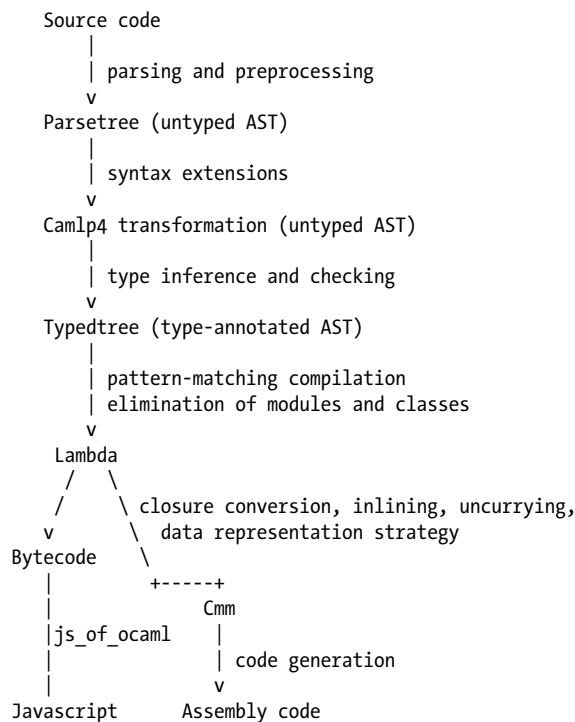 Source code
parsing and preprocessing
Parsetree (untyped AST)
syntax extensions
Camlp4 transformation (untyped AST)
type inference and checking
Typedtree (type-annotated AST)
pattern-matching compilation
elimination of modules and classes
Lambda
closure conversion, inlining, uncurrying,
data representation strategy
Bytecode
Cmm
js_of_ocaml
code generation
Javascript Assembly code